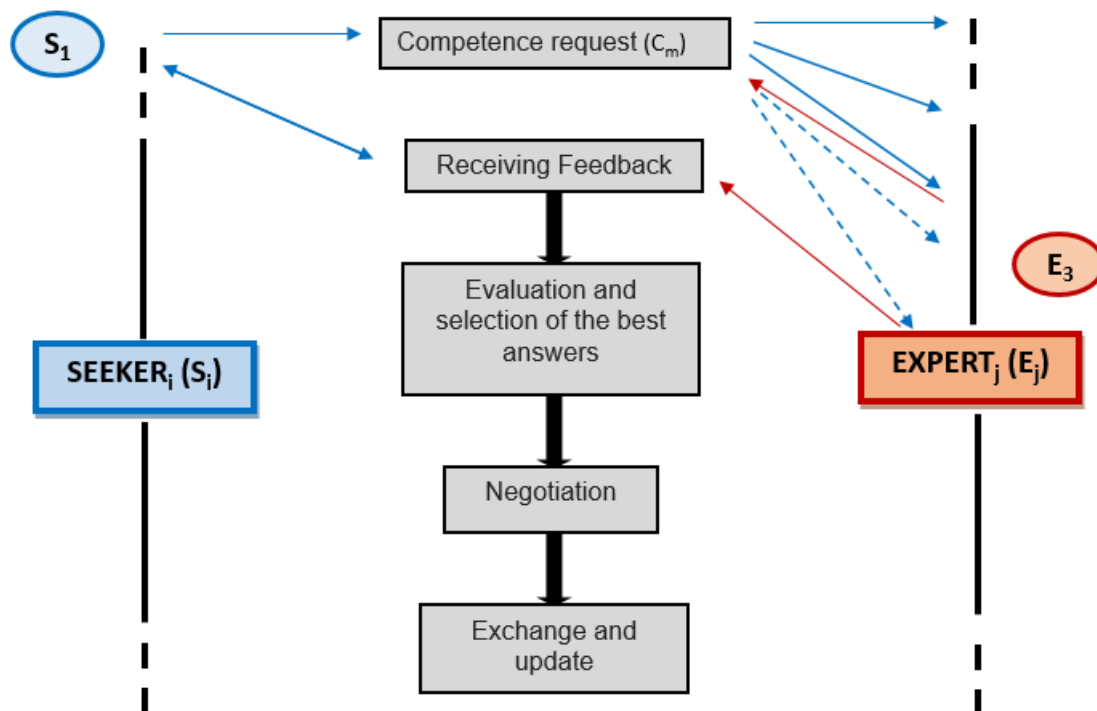 S₁
Competence request (Cₘ)
Receiving Feedback
E₃
Evaluation and
selection of the best
answers
SEEKERᵢ (Sᵢ)
EXPERTⱼ (Eⱼ)
Negotiation
Exchange and
update